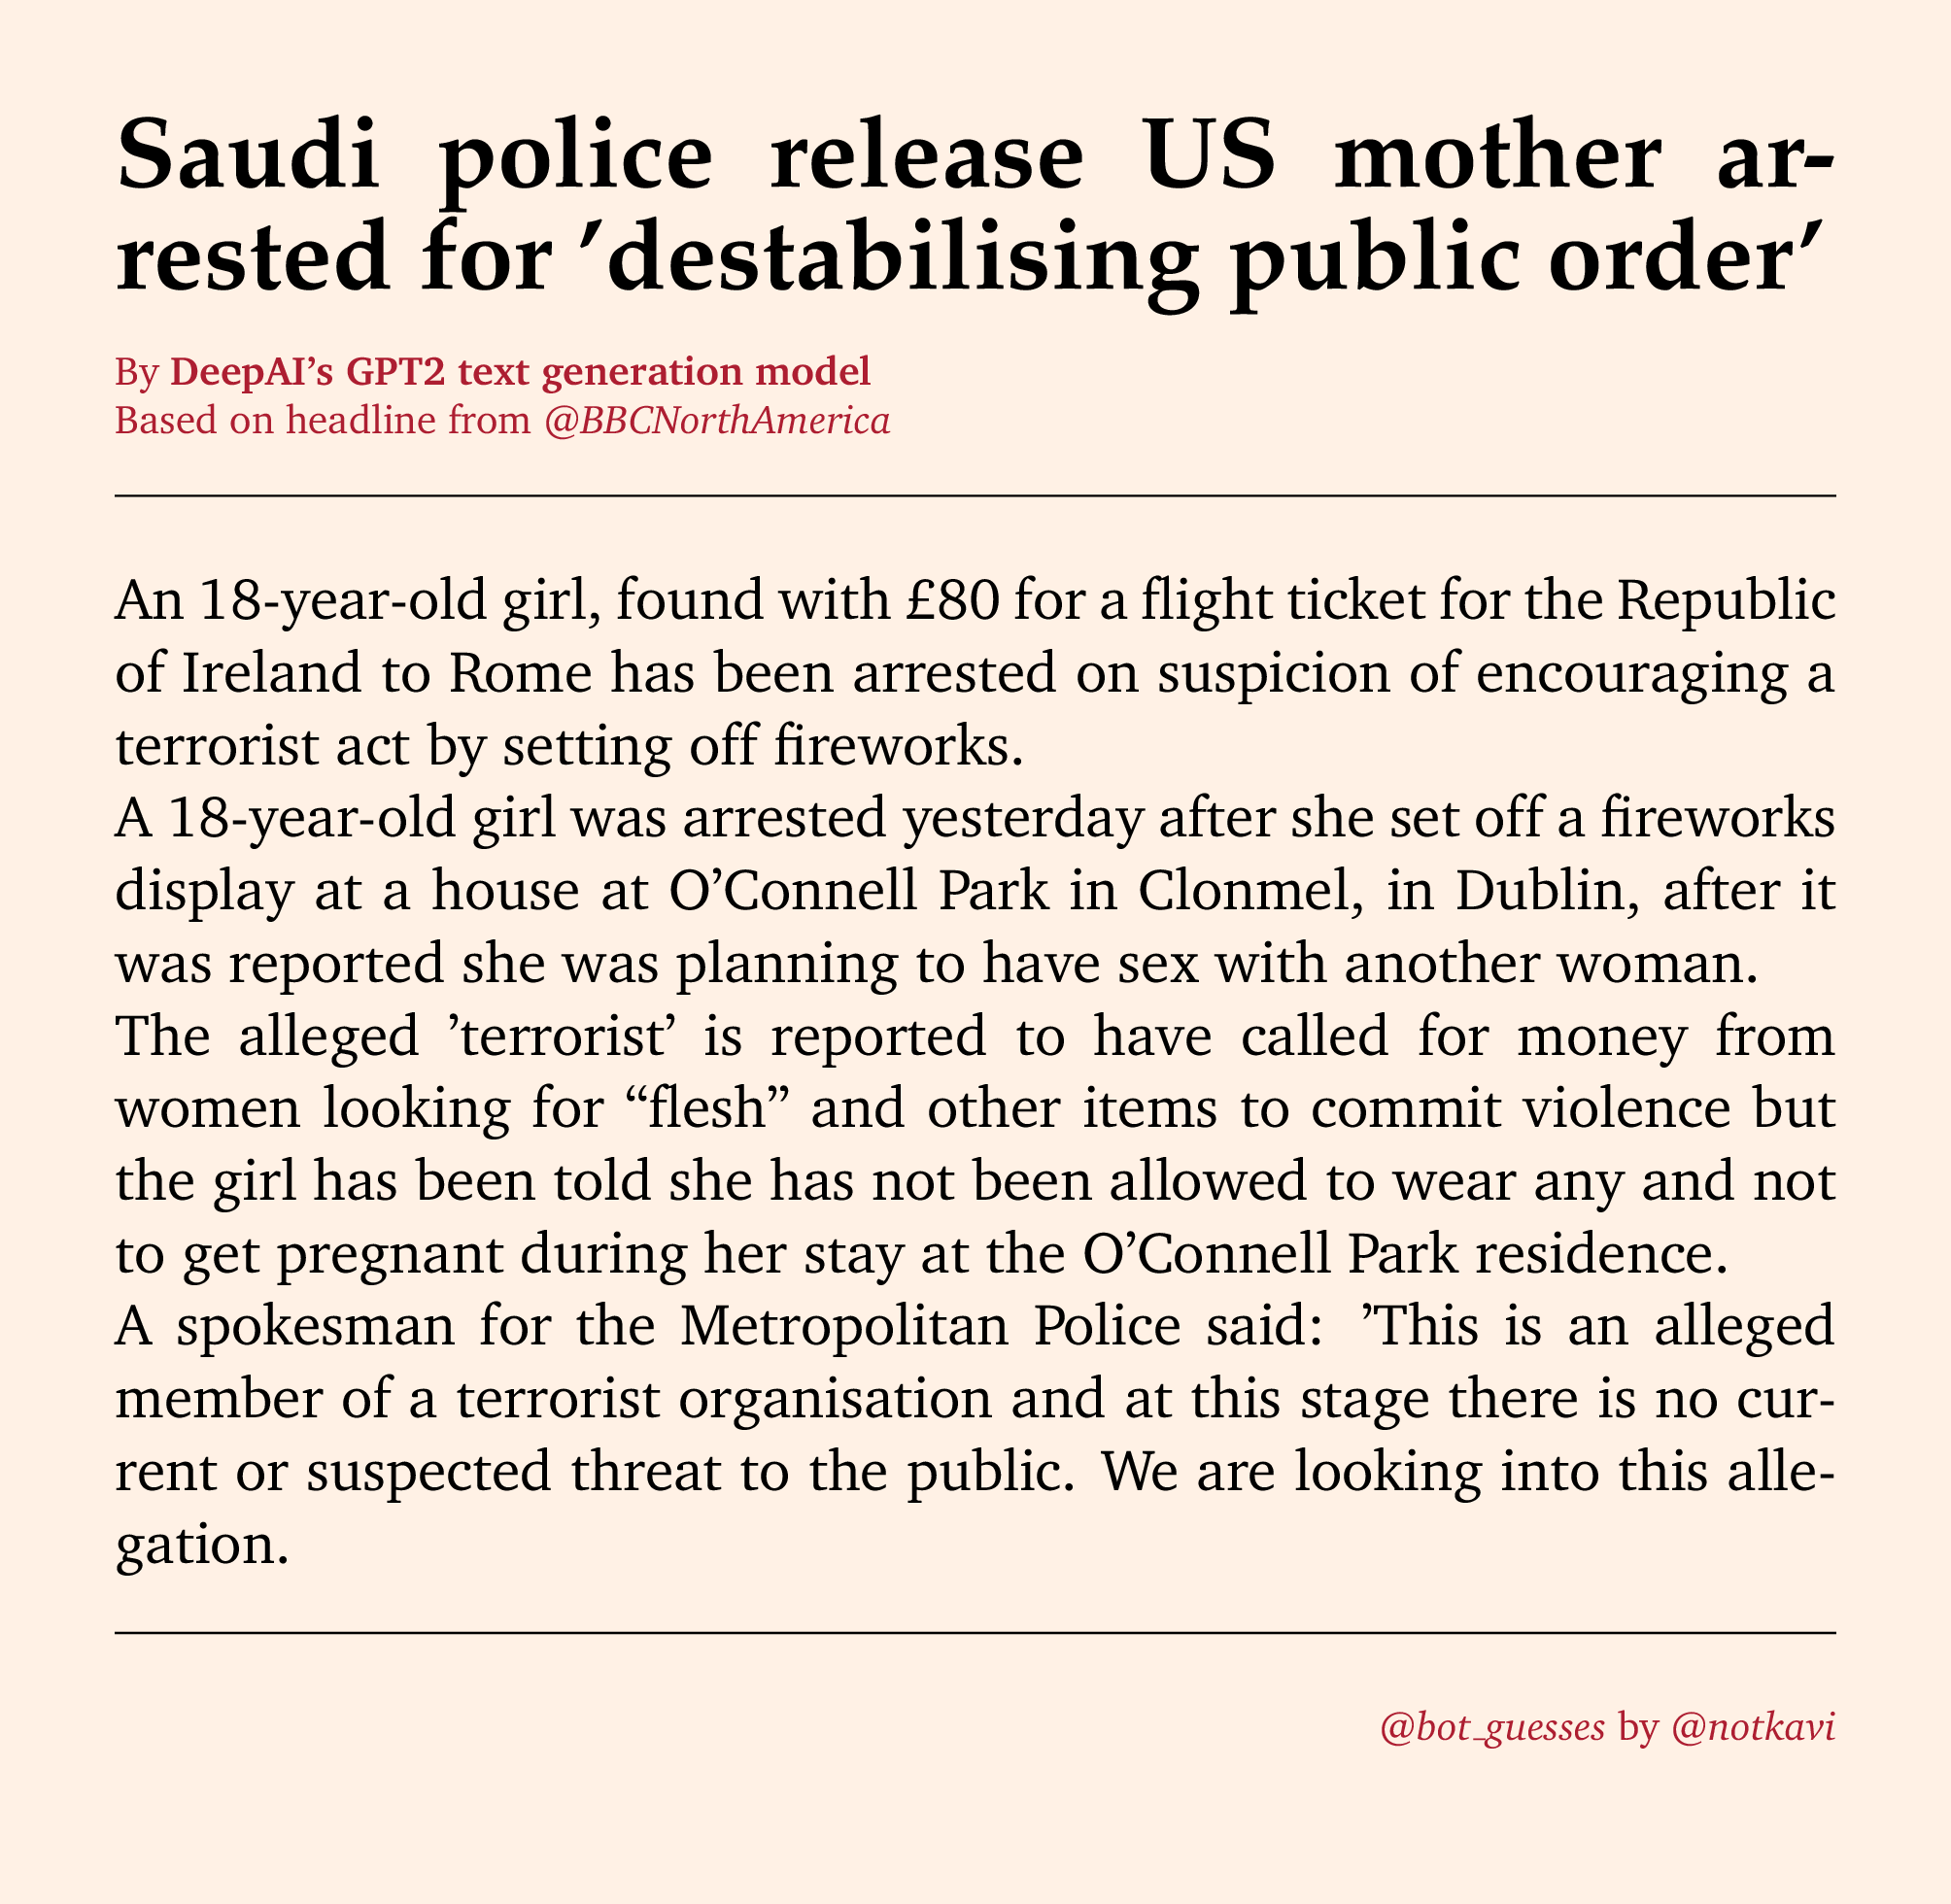 Saudi police release US mother ar-
rested for ’destabilising public order’
By DeepAI’s GPT2 text generation model
Based on headline from @BBCNorthAmerica
An 18-year-old girl, found with £80 for a flight ticket for the Republic
of Ireland to Rome has been arrested on suspicion of encouraging a
terrorist act by setting off fireworks.
A 18-year-old girl was arrested yesterday after she set off a fireworks
display at a house at O’Connell Park in Clonmel, in Dublin, after it
was reported she was planning to have sex with another woman.
The alleged ’terrorist’ is reported to have called for money from
women looking for “flesh” and other items to commit violence but
the girl has been told she has not been allowed to wear any and not
to get pregnant during her stay at the O’Connell Park residence.
A spokesman for the Metropolitan Police said: ’This is an alleged
member of a terrorist organisation and at this stage there is no cur-
rent or suspected threat to the public. We are looking into this alle-
gation.
@bot_guesses by @notkavi